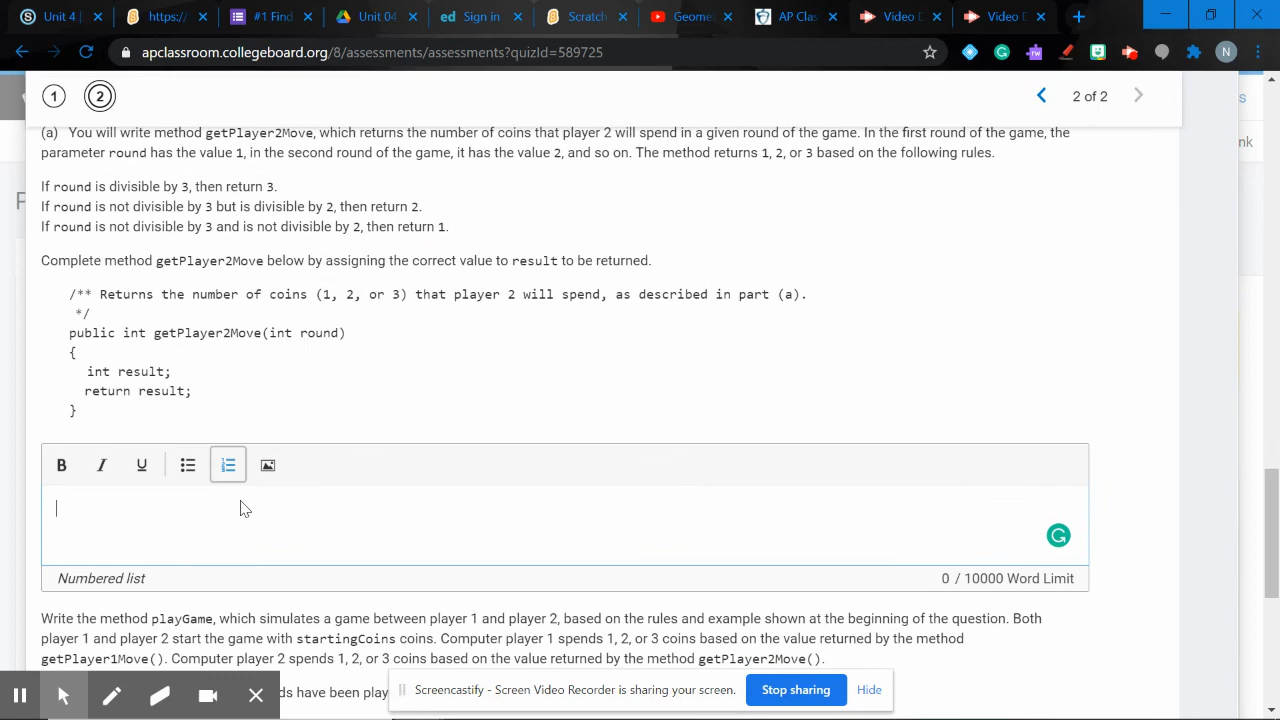 Unit 4 |
https://
#1 Find
Unit 04
ed Sign in
Scratch
Geome
AP Clas
Video D
Video D
apclassroom.collegeboard.org/8/assessments/assessments?quizId=589725
N
1 2
2 of 2
(a) You will write method getPlayer2Move, which returns the number of coins that player 2 will spend in a given round of the game. In the first round of the game, the
parameter round has the value 1, in the second round of the game, it has the value 2, and so on. The method returns 1, 2, or 3 based on the following rules.
If round is divisible by 3, then return 3.
If round is not divisible by 3 but is divisible by 2, then return 2.
If round is not divisible by 3 and is not divisible by 2, then return 1.
Complete method getPlayer2Move below by assigning the correct value to result to be returned.
/** Returns the number of coins (1, 2, or 3) that player 2 will spend, as described in part (a).
*/
public int getPlayer2Move(int round)
{
int result;
return result;
}
B I U
Numbered list
0 / 10000 Word Limit
Write the method playGame, which simulates a game between player 1 and player 2, based on the rules and example shown at the beginning of the question. Both
player 1 and player 2 start the game with startingCoins coins. Computer player 1 spends 1, 2, or 3 coins based on the value returned by the method
getPlayer1Move(). Computer player 2 spends 1, 2, or 3 coins based on the value returned by the method getPlayer2Move().
ds have been play
Screencastify - Screen Video Recorder is sharing your screen.
Stop sharing
Hide